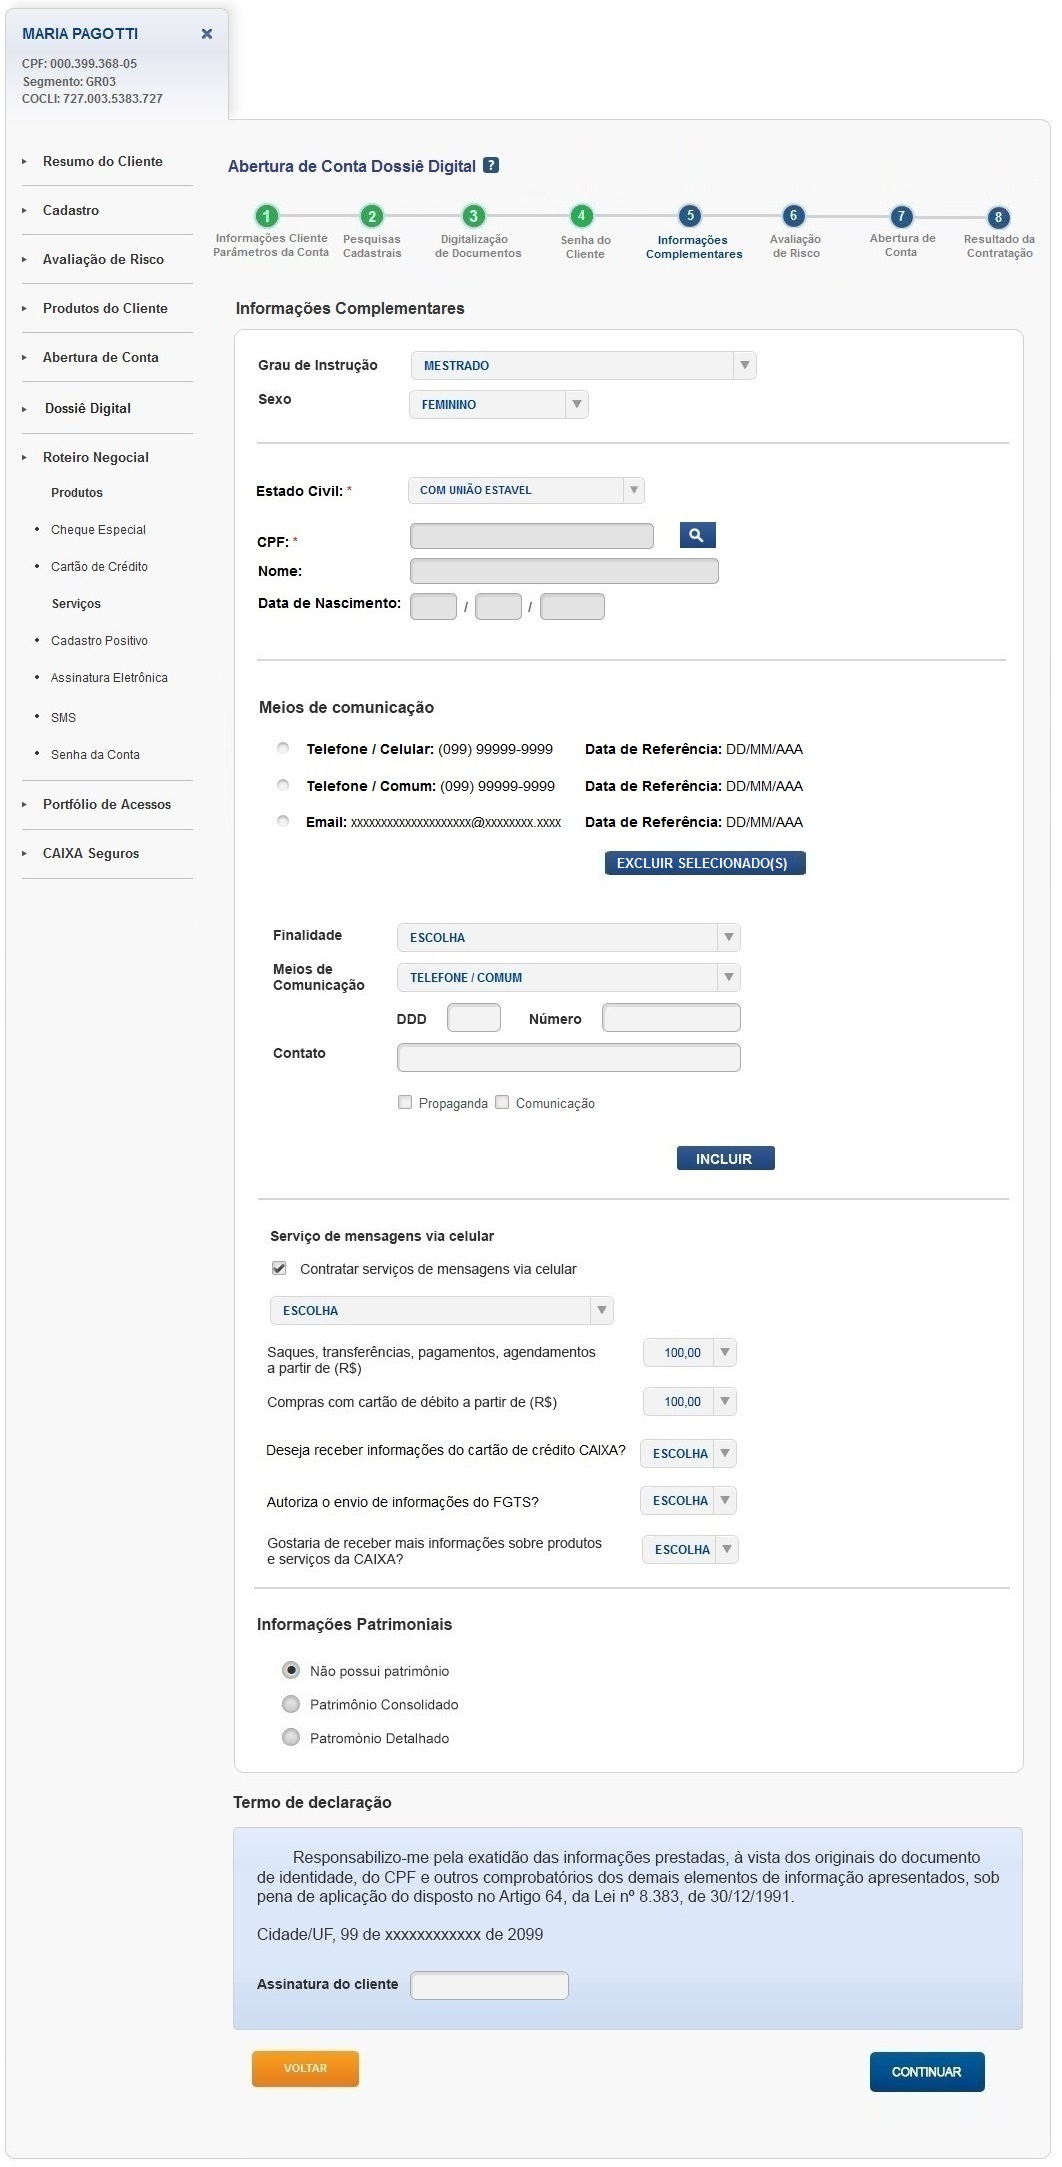 MARIA PAGOTTI
CPF: 000.399.368-05
Segmento: GR03
COCLI: 727.003.5383.727
Resumo do Cliente
Cadastro
Avaliação de Risco
Produtos do Cliente
Abertura de Conta
Dossiê Digital
Roteiro Negocial
Produtos
Cheque Especial
Cartão de Crédito
Serviços
Cadastro Positivo
Assinatura Eletrônica
SMS
Senha da Conta
Portfólio de Acessos
CAIXA Seguros
Abertura de Conta Dossiê Digital ?
1 Informações Cliente
Parâmetros da Conta
2 Pesquisas
Cadastrais
3 Digitalização
de Documentos
4 Senha do
Cliente
5 Informações
Complementares
6 Avaliação
de Risco
7 Abertura de
Conta
8 Resultado da
Contratação
Informações Complementares
Grau de Instrução MESTRADO
Sexo FEMININO
Estado Civil: * COM UNIÃO ESTAVEL
CPF: *
Nome:
Data de Nascimento: / /
Meios de comunicação
Telefone / Celular: (099) 99999-9999 Data de Referência: DD/MM/AAA
Telefone / Comum: (099) 99999-9999 Data de Referência: DD/MM/AAA
Email: xxxxxxxxxxxxxxxxxxxx@xxxxxxxx.xxxx Data de Referência: DD/MM/AAA
EXCLUIR SELECIONADO(S)
Finalidade ESCOLHA
Meios de
Comunicação TELEFONE / COMUM
DDD Número
Contato
Propaganda Comunicação
INCLUIR
Serviço de mensagens via celular
Contratar serviços de mensagens via celular
ESCOLHA
Saques, transferências, pagamentos, agendamentos
a partir de (R$) 100,00
Compras com cartão de débito a partir de (R$) 100,00
Deseja receber informações do cartão de crédito CAIXA? ESCOLHA
Autoriza o envio de informações do FGTS? ESCOLHA
Gostaria de receber mais informações sobre produtos
e serviços da CAIXA? ESCOLHA
Informações Patrimoniais
Não possui patrimônio
Patrimônio Consolidado
Patromònio Detalhado
Termo de declaração
Responsabilizo-me pela exatidão das informações prestadas, à vista dos originais do documento
de identidade, do CPF e outros comprobatórios dos demais elementos de informação apresentados, sob
pena de aplicação do disposto no Artigo 64, da Lei nº 8.383, de 30/12/1991.
Cidade/UF, 99 de xxxxxxxxxxxx de 2099
Assinatura do cliente
VOLTAR
CONTINUAR